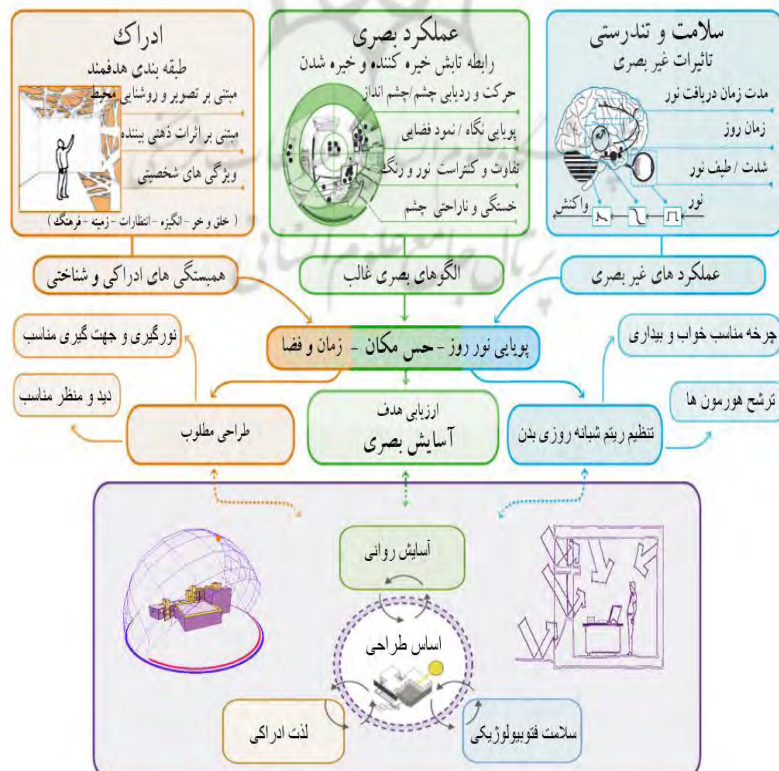 سلامت و تندرستی
تاثیرات غیر بصری
مدت زمان دریافت نور
زمان روز
شدت / طیف نور
نور
واکنش
عملکرد بصری
رابطه تابش خیره کننده و خیره شدن
حرکت و ردیابی چشم/چشم انداز
پویایی نگاه / نمود فضایی
تفاوت و کنتراست نور و رنگ
خستگی و ناراحتی چشم
ادراک
طبقه بندی هدفمند
مبتنی بر تصویر و روشنایی محیط
مبتنی بر اثرات ذهنی بیننده
ویژگی های شخصیتی
( خلق و خر - انگیزه - انتظارات - زمینه - فرهنگ )
عملکرد های غیر بصری
الگوهای بصری غالب
همبستگی های ادراکی و شناختی
پرتال جامع علوم انسانی
پویایی نور روز - حس مکان - زمان و فضا
چرخه مناسب خواب و بیداری
نورگیری و جهت گیری مناسب
ترشح هورمون ها
تنظیم ریتم شبانه روزی بدن
ارزیابی هدف
آسایش بصری
طراحی مطلوب
دید و منظر مناسب
آسایش روانی
اساس طراحی
سلامت فتوبیولوژیکی
لذت ادراکی